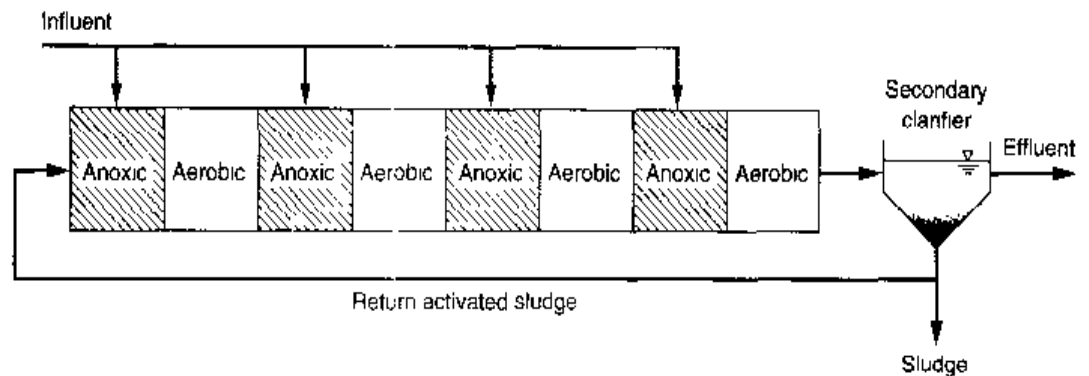 Influent
Secondary
clarifier
Effluent
Anoxic Aerobic Anoxic Aerobic Anoxic Aerobic Anoxic Aerobic
Return activated sludge
Sludge